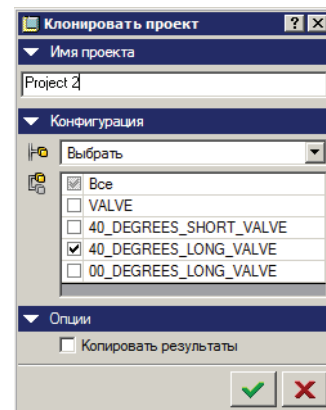 Клонировать проект
Имя проекта
Project 2
Конфигурация
Выбрать
Все
VALVE
40_DEGREES_SHORT_VALVE
40_DEGREES_LONG_VALVE
00_DEGREES_LONG_VALVE
Опции
Копировать результаты